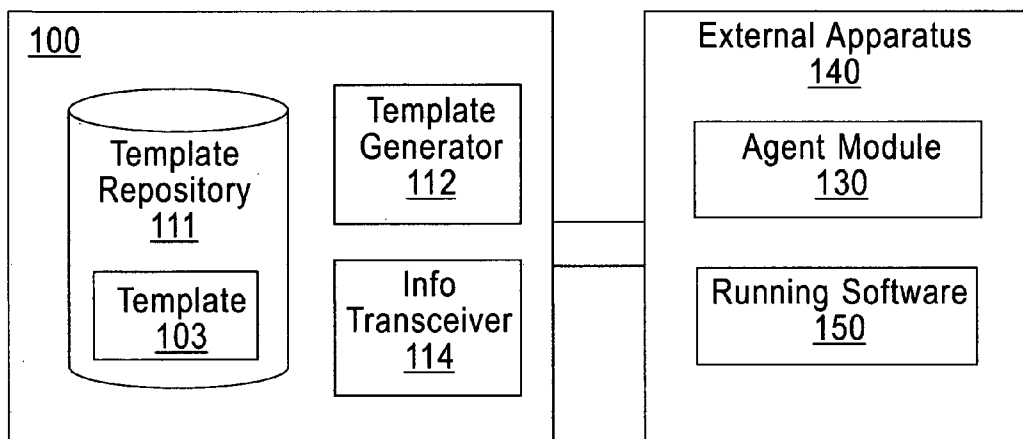 100
Template
Repository
111
Template
103
Template
Generator
112
Info
Transceiver
114
External Apparatus
140
Agent Module
130
Running Software
150